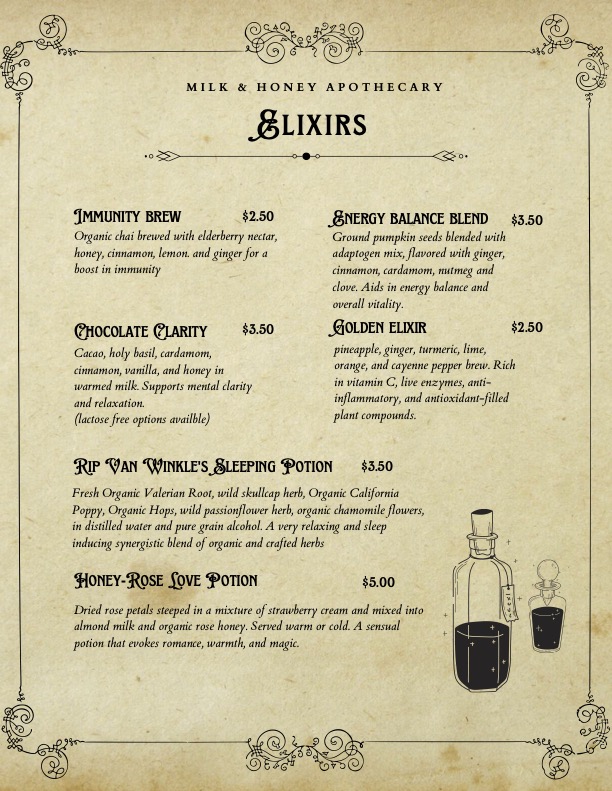 MILK & HONEY APOTHECARY
ELIXIRS
IMMUNITY BREW $2.50
Organic chai brewed with elderberry nectar,
honey, cinnamon, lemon. and ginger for a
boost in immunity
ENERGY BALANCE BLEND $3.50
Ground pumpkin seeds blended with
adaptogen mix, flavored with ginger,
cinnamon, cardamom, nutmeg and
clove. Aids in energy balance and
overall vitality.
CHOCOLATE CLARITY $3.50
Cacao, holy basil, cardamom,
cinnamon, vanilla, and honey in
warmed milk. Supports mental clarity
and relaxation.
(lactose free options availble)
GOLDEN ELIXIR $2.50
pineapple, ginger, turmeric, lime,
orange, and cayenne pepper brew. Rich
in vitamin C, live enzymes, anti-
inflammatory, and antioxidant-filled
plant compounds.
RIP VAN WINKLE'S SLEEPING POTION $3.50
Fresh Organic Valerian Root, wild skullcap herb, Organic California
Poppy, Organic Hops, wild passionflower herb, organic chamomile flowers,
in distilled water and pure grain alcohol. A very relaxing and sleep
inducing synergistic blend of organic and crafted herbs
HONEY-ROSE LOVE POTION $5.00
Dried rose petals steeped in a mixture of strawberry cream and mixed into
almond milk and organic rose honey. Served warm or cold. A sensual
potion that evokes romance, warmth, and magic.